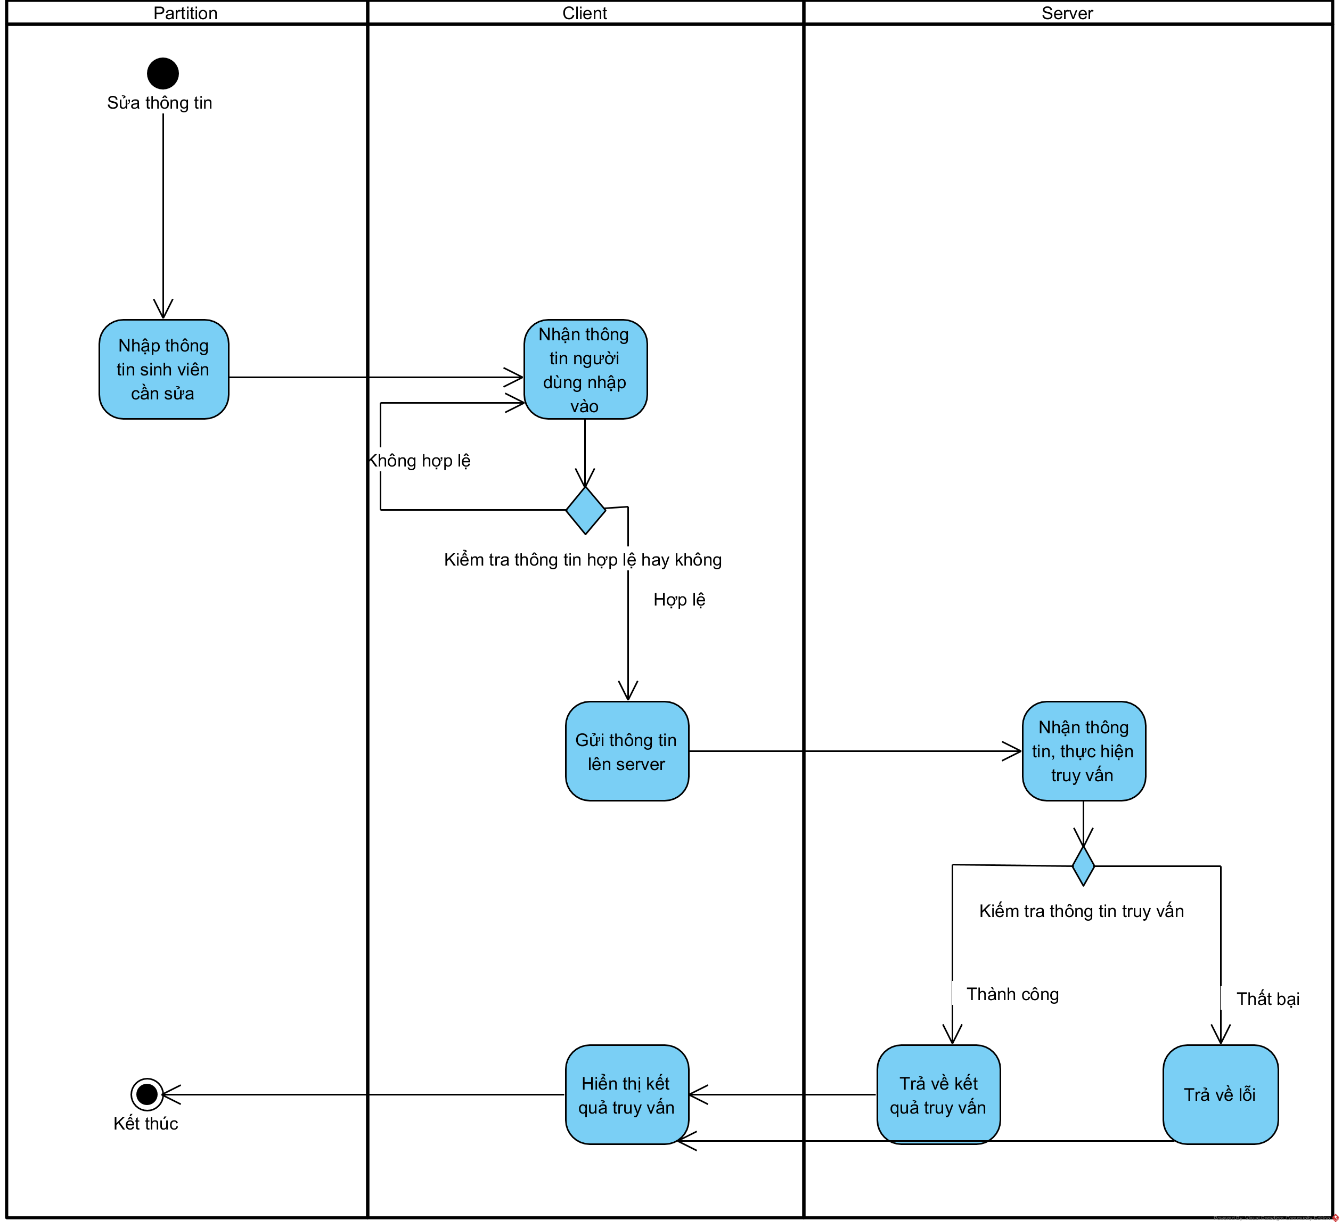 Partition
Client
Server
Sửa thông tin
Nhập thông
tin sinh viên
cần sửa
Nhận thông
tin người
dùng nhập
vào
Không hợp lệ
Kiểm tra thông tin hợp lệ hay không
Hợp lệ
Gửi thông tin
lên server
Nhận thông
tin, thực hiện
truy vấn
Kiếm tra thông tin truy vấn
Thành công
Thất bại
Hiển thị kết
quả truy vấn
Trả về kết
quả truy vấn
Trả về lỗi
Kết thúc